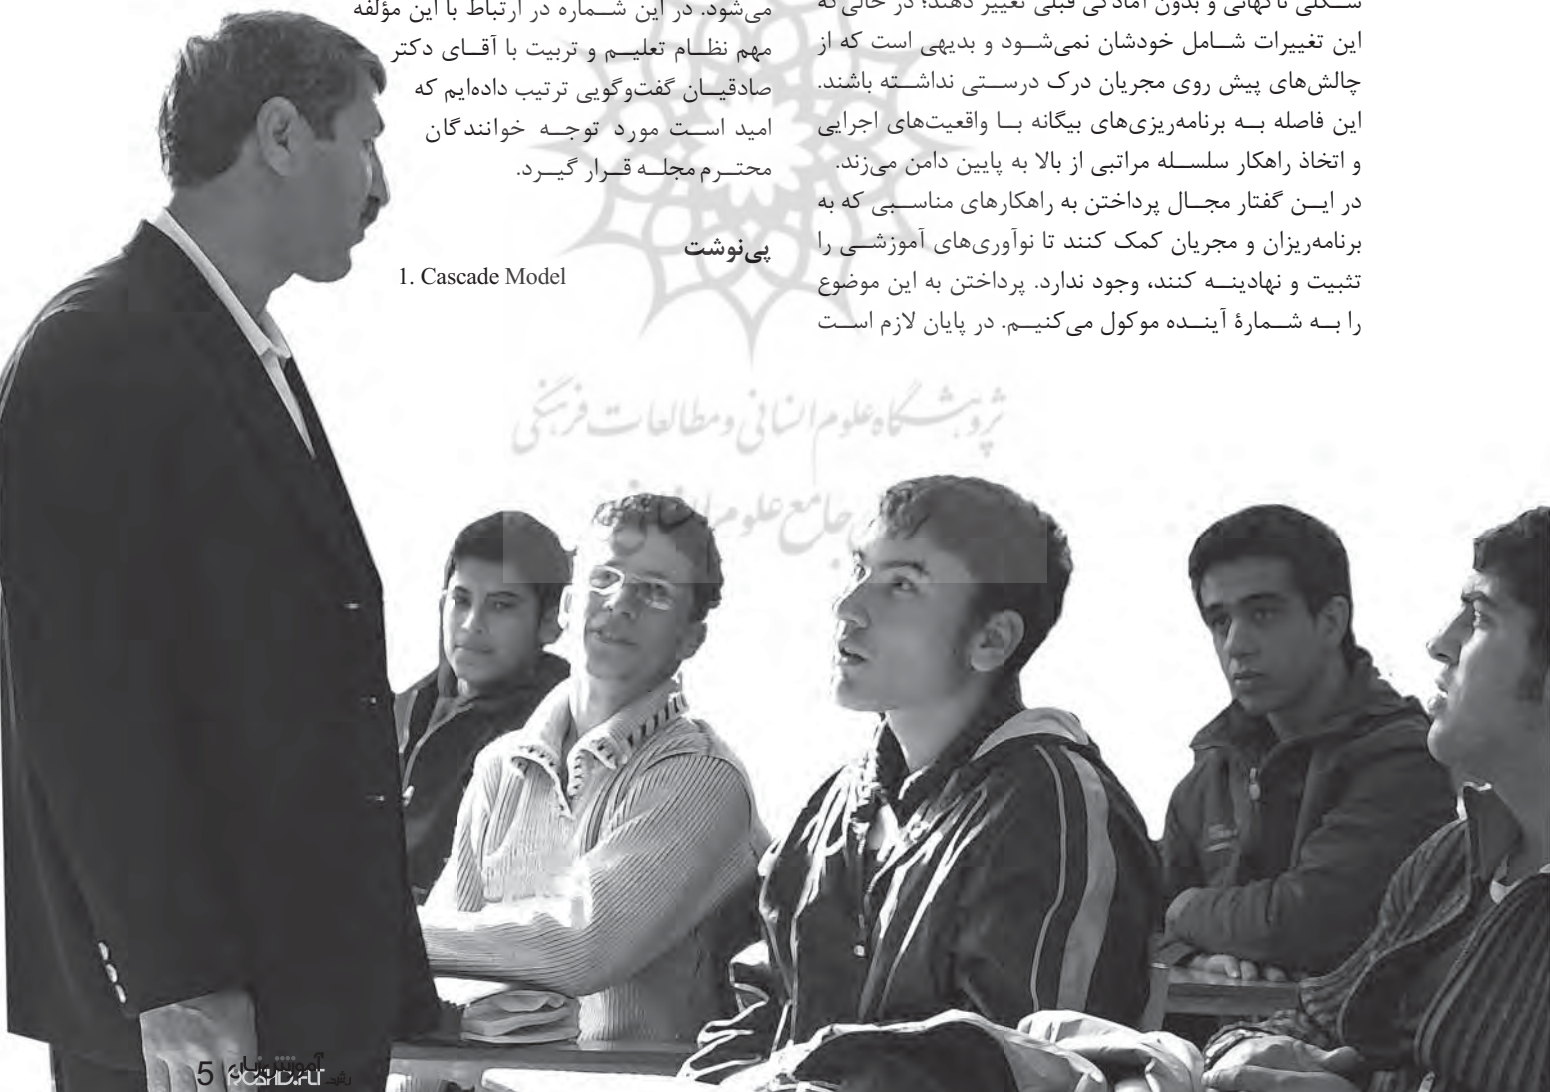 شکلی ناگهانی و بدون آمادگی قبلی تغییر دهند؛ در حالی‌که
این تغییرات شامل خودشان نمی‌شود و بدیهی است که از
چالش‌های پیش روی مجریان درک درستی نداشته باشند.
این فاصله به برنامه‌ریزی‌های بیگانه با واقعیت‌های اجرایی
و اتخاذ راهکار سلسله مراتبی از بالا به پایین دامن می‌زند.
در این گفتار مجال پرداختن به راهکارهای مناسبی که به
برنامه‌ریزان و مجریان کمک کنند تا نوآوری‌های آموزشی را
تثبیت و نهادینه کنند، وجود ندارد. پرداختن به این موضوع
را به شمارهٔ آینده موکول می‌کنیم. در پایان لازم است
می‌شود. در این شماره در ارتباط با این مؤلفه
مهم نظام تعلیم و تربیت با آقای دکتر
صادقیان گفت‌وگویی ترتیب داده‌ایم که
امید است مورد توجه خوانندگان
محترم مجله قرار گیرد.
پی‌نوشت
1. Cascade Model
پژوهشگاه علوم انسانی و مطالعات فرهنگی
جامع علوم انسانی
5
رشد آموزش زبان